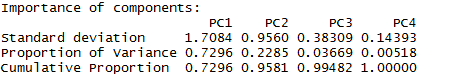 Importance of components:
PC1 PC2 PC3 PC4
Standard deviation 1.7084 0.9560 0.38309 0.14393
Proportion of Variance 0.7296 0.2285 0.03669 0.00518
Cumulative Proportion 0.7296 0.9581 0.99482 1.00000